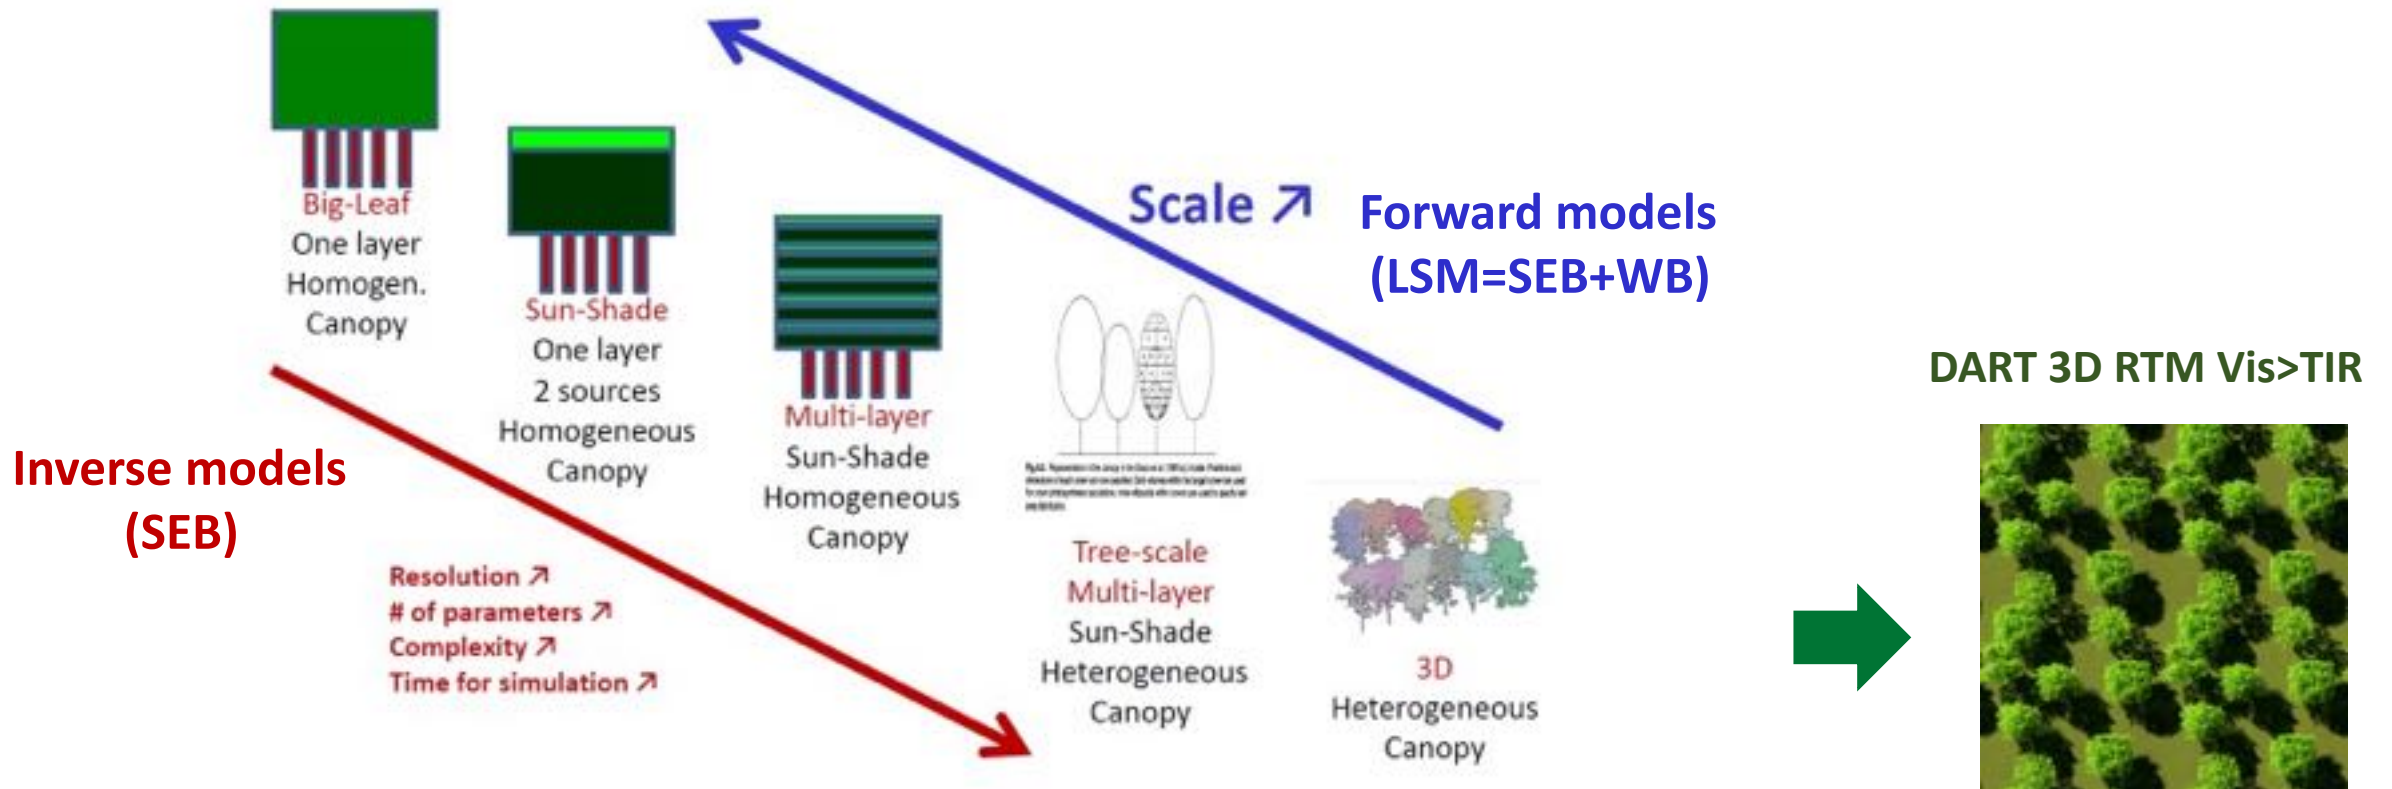 Big-Leaf
One layer
Homogen.
Canopy
Sun-Shade
One layer
2 sources
Homogeneous
Canopy
Multi-layer
Sun-Shade
Homogeneous
Canopy
Tree-scale
Multi-layer
Sun-Shade
Heterogeneous
Canopy
3D
Heterogeneous
Canopy
Scale ↗
Forward models
(LSM=SEB+WB)
Inverse models
(SEB)
Resolution ↗
# of parameters ↗
Complexity ↗
Time for simulation ↗
DART 3D RTM Vis>TIR